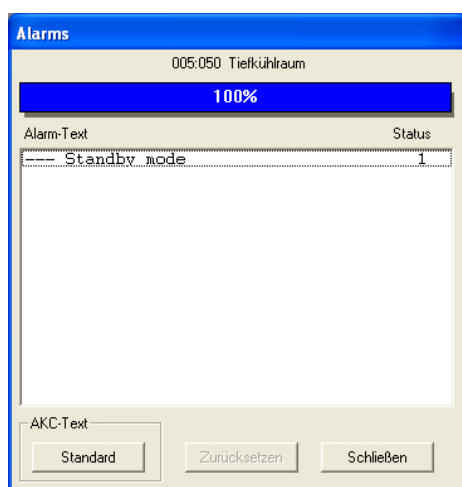 Alarms
005:050 Tiefkühlraum
100%
Alarm-Text Status
--- Standby mode 1
AKC-Text
Standard Zurücksetzen Schließen